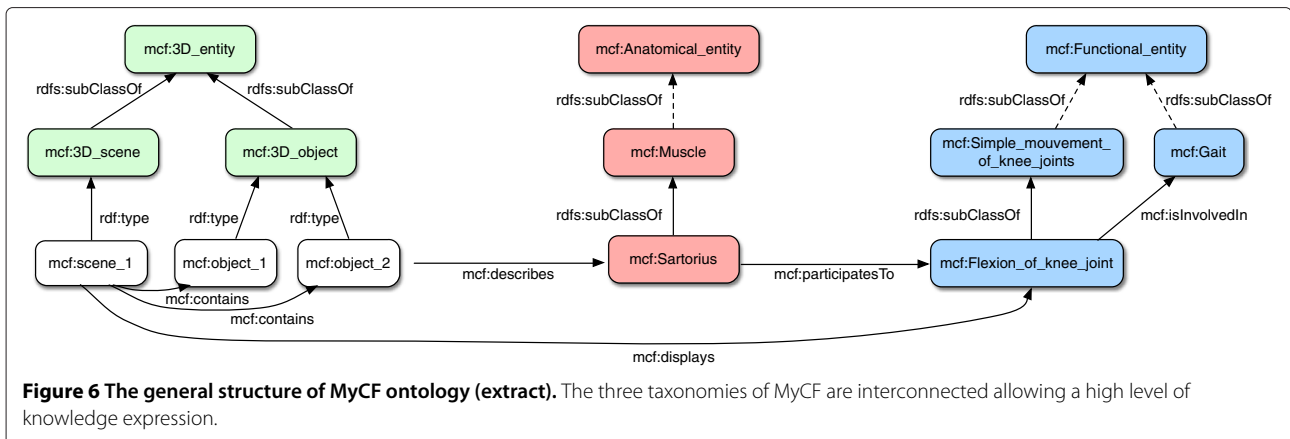 mcf:3D_entity
mcf:Anatomical_entity
mcf:Functional_entity
rdfs:subClassOf
rdfs:subClassOf
rdfs:subClassOf
rdfs:subClassOf
rdfs:subClassOf
mcf:3D_scene
mcf:3D_object
mcf:Muscle
mcf:Simple_mouvement_
of_knee_joints
mcf:Gait
rdf:type
rdf:type
rdf:type
rdfs:subClassOf
rdfs:subClassOf
mcf:isInvolvedIn
mcf:scene_1
mcf:object_1
mcf:object_2
mcf:describes
mcf:Sartorius
mcf:participatesTo
mcf:Flexion_of_knee_joint
mcf:contains
mcf:contains
mcf:displays
Figure 6 The general structure of MyCF ontology (extract). The three taxonomies of MyCF are interconnected allowing a high level of
knowledge expression.